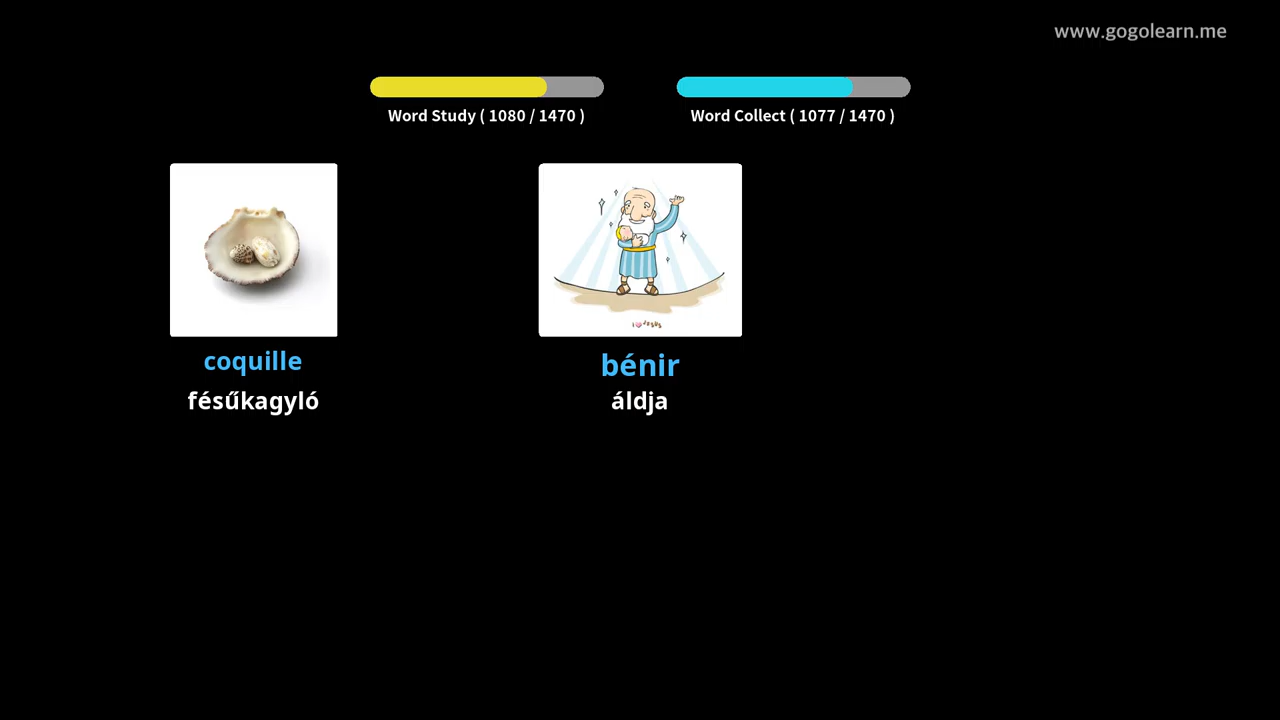 www.gogolearn.me
Word Study ( 1080 / 1470 )
Word Collect ( 1077 / 1470 )
coquille
fésűkagyló
bénir
áldja